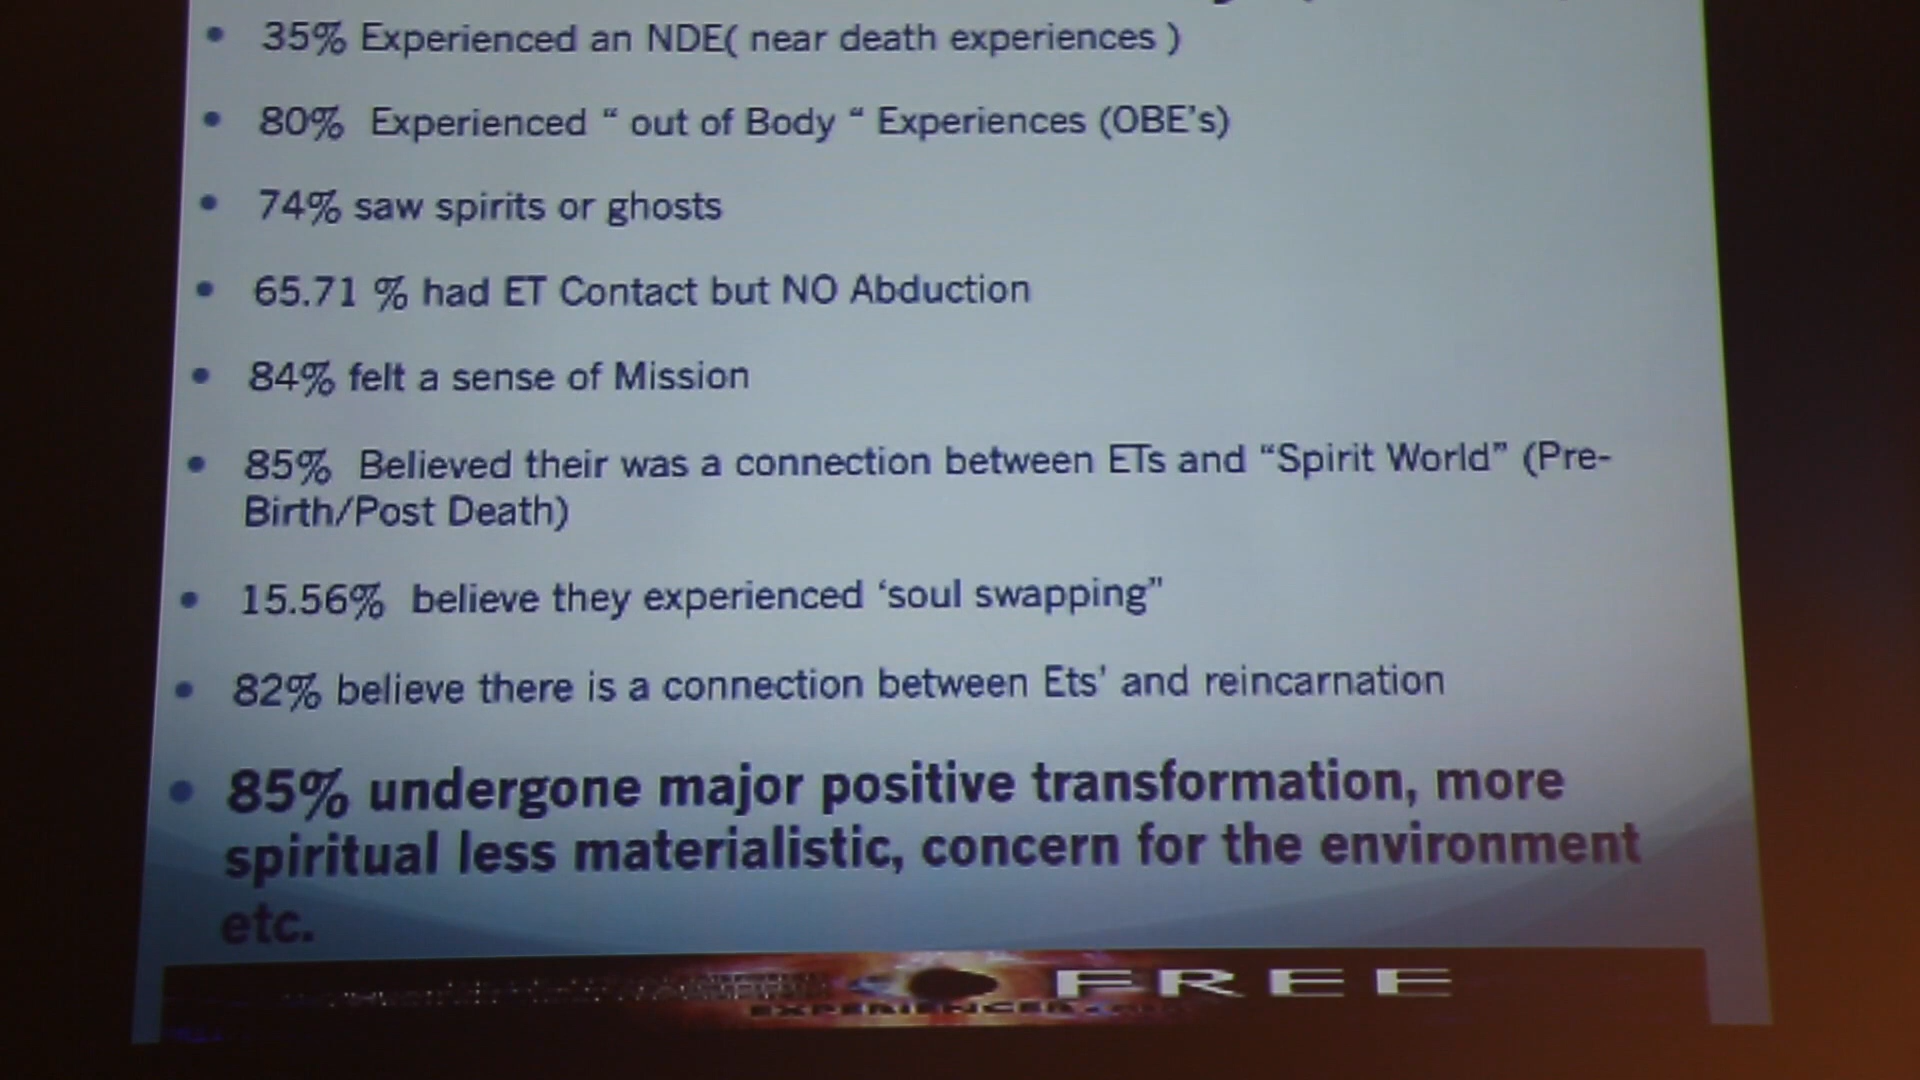 • 35% Experienced an NDE( near death experiences )
• 80% Experienced “ out of Body “ Experiences (OBE’s)
• 74% saw spirits or ghosts
• 65.71 % had ET Contact but NO Abduction
• 84% felt a sense of Mission
• 85% Believed their was a connection between ETs and “Spirit World” (Pre-
Birth/Post Death)
• 15.56% believe they experienced ‘soul swapping”
• 82% believe there is a connection between Ets’ and reincarnation
• 85% undergone major positive transformation, more
spiritual less materialistic, concern for the environment
etc.
FREE